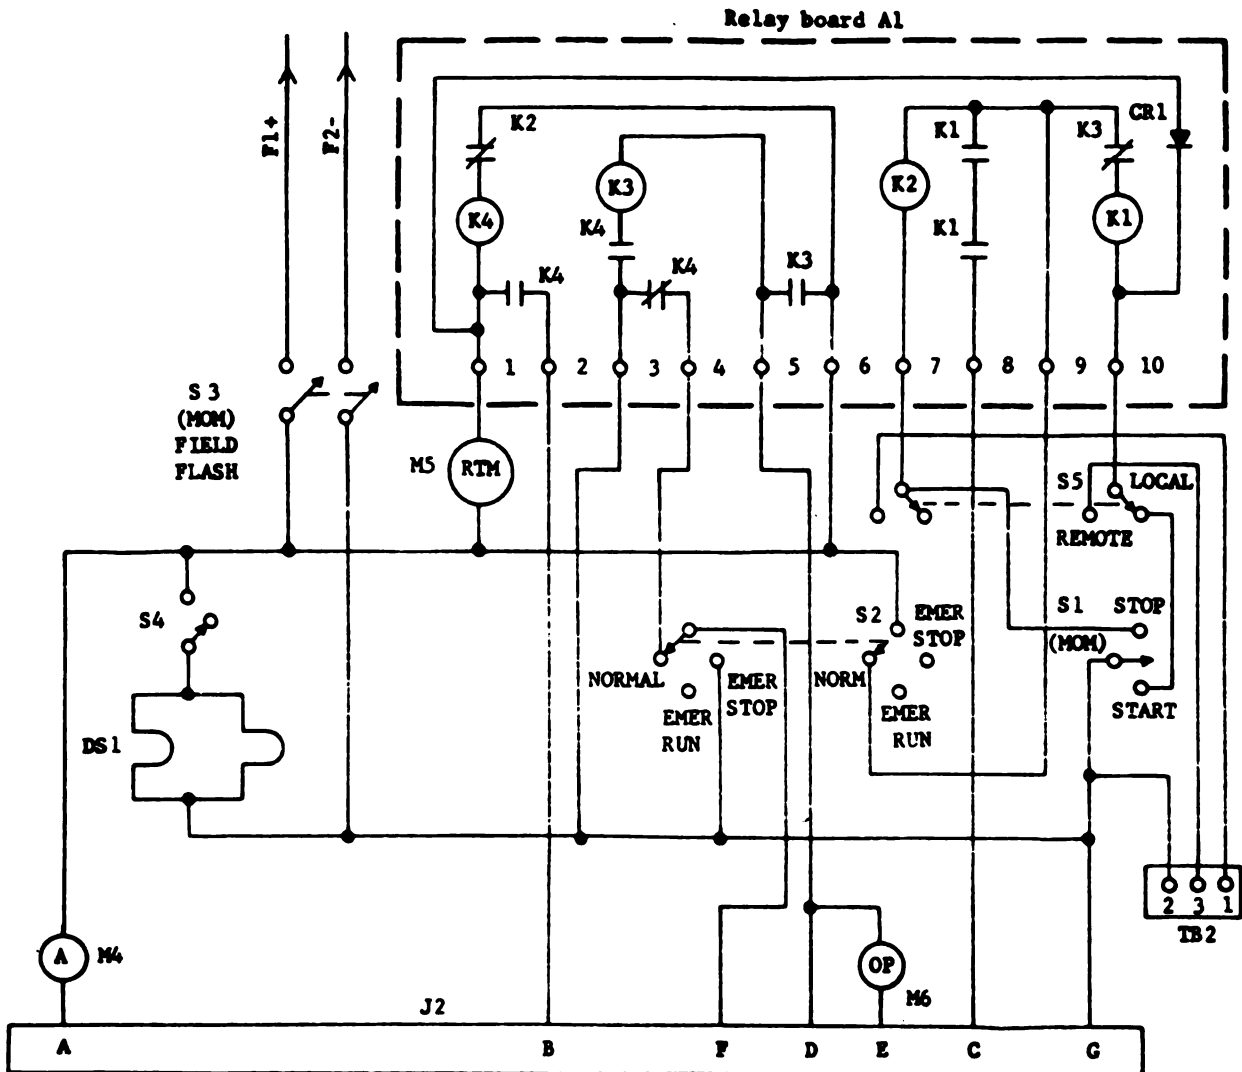 Relay board A1
F1+
F2-
K2
K1
K3
CR1
K3
K2
K4
K4
K1
K1
K4
K4
K3
1 2 3 4 5 6 7 8 9 10
S3
(MOM)
FIELD
FLASH
M5
RTM
S5
LOCAL
REMOTE
S4
S2
EMER
STOP
S1
STOP
(MOM)
NORMAL
EMER
STOP
NORM
EMER
RUN
EMER
RUN
START
DS1
2 3 1
TB2
A
M4
OP
M6
J2
A B F D E C G